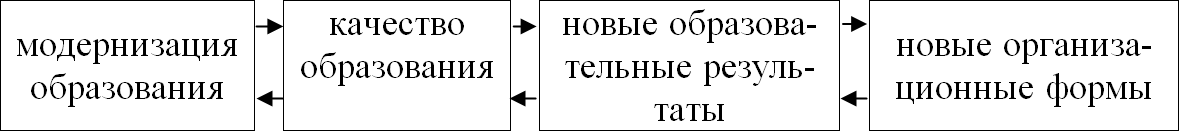 модернизация
образования
качество
образования
новые образова-
тельные резуль-
таты
новые организа-
ционные формы